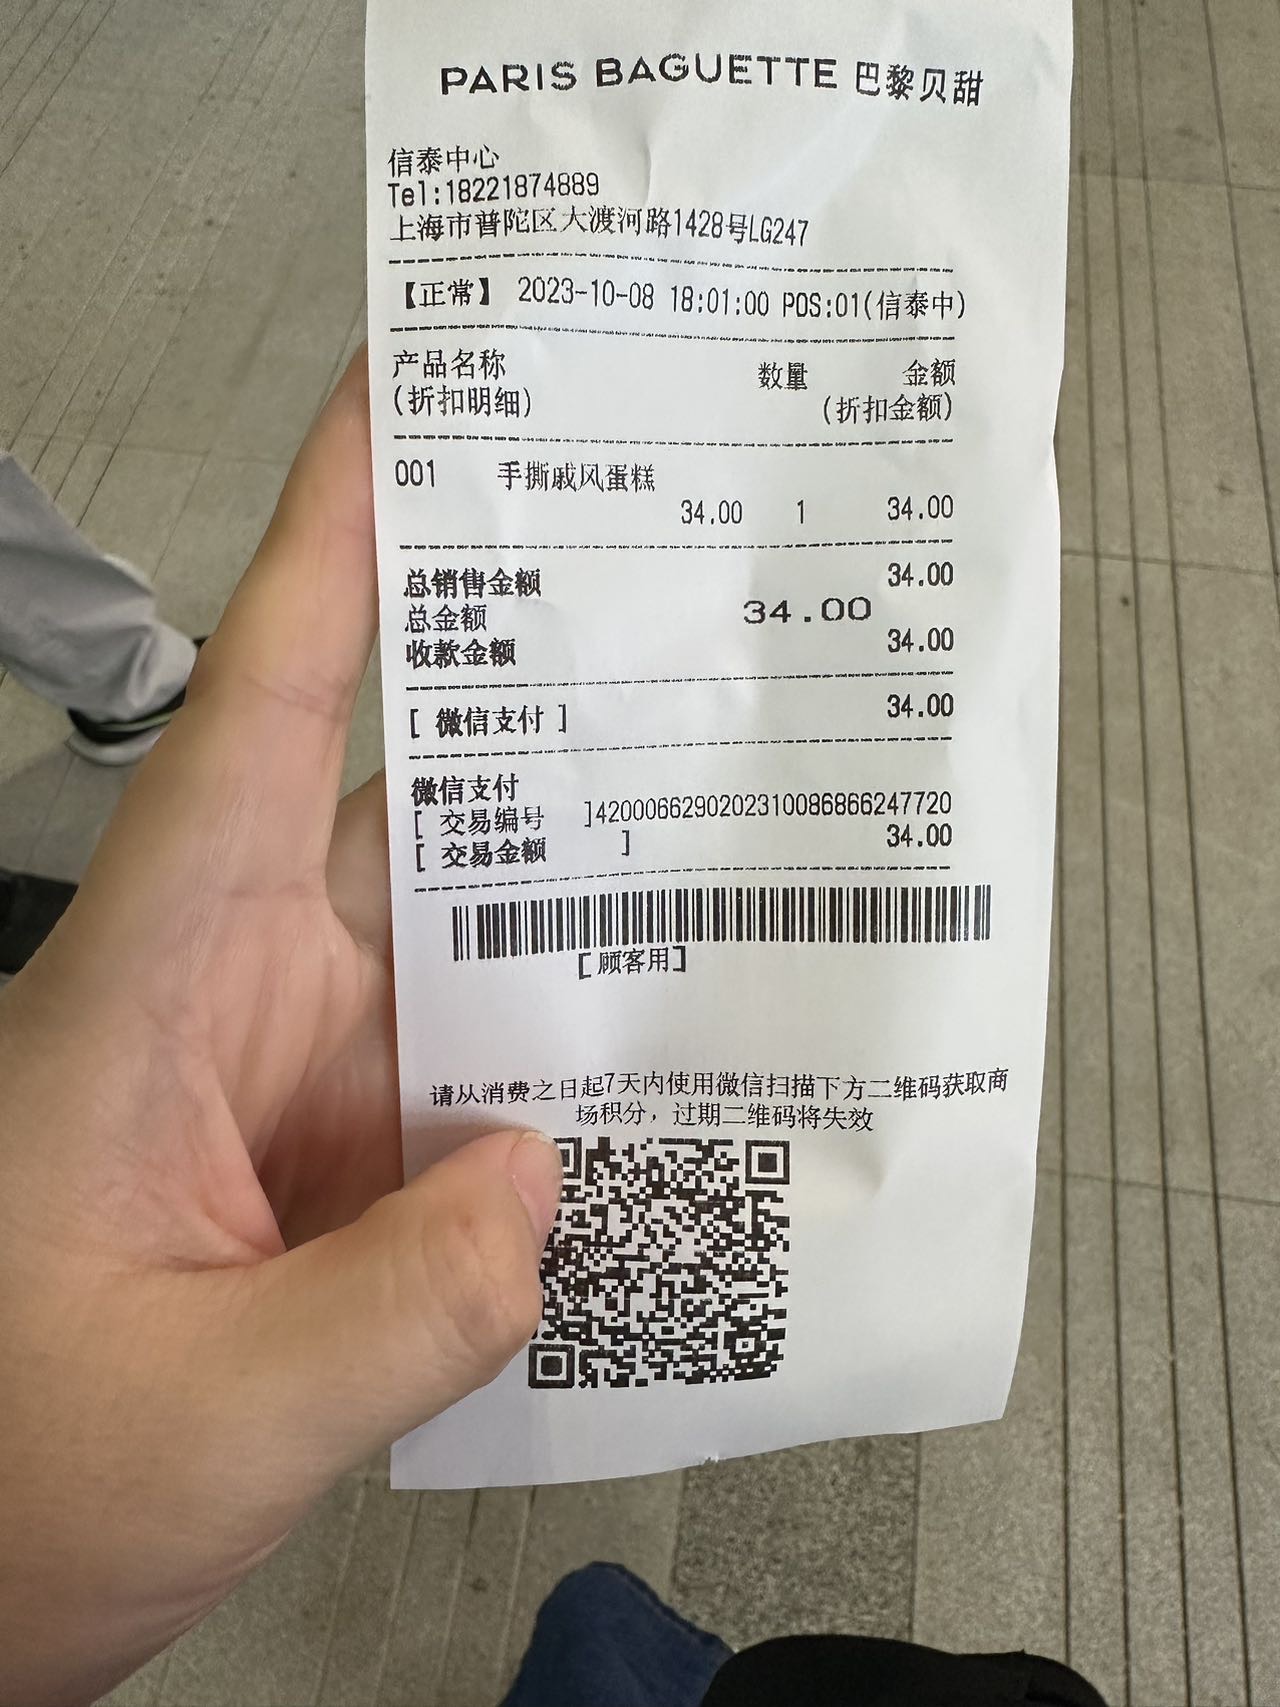 PARIS BAGUETTE 巴黎贝甜
信泰中心
Tel:18221874889
上海市普陀区大渡河路1428号LG247
【正常】 2023-10-08 18:01:00 POS:01(信泰中)
产品名称 数量 金额
(折扣明细) (折扣金额)
001 手撕戚风蛋糕
34.00 1 34.00
总销售金额 34.00
总金额 34.00
收款金额 34.00
[ 微信支付 ] 34.00
微信支付
[ 交易编号 ]4200066290202310086866247720
[ 交易金额 ] 34.00
[顾客用]
请从消费之日起7天内使用微信扫描下方二维码获取商
场积分，过期二维码将失效